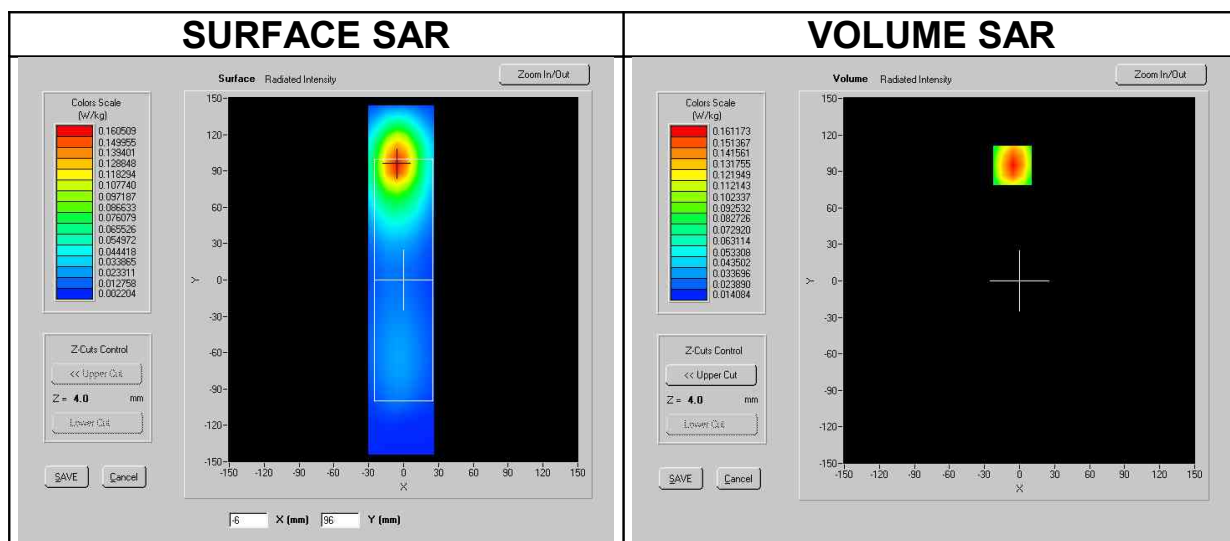 SURFACE SAR
VOLUME SAR
Surface Radiated Intensity
Zoom In/Out
Colors Scale
(W/kg)
0.160509
0.149955
0.139401
0.128848
0.118294
0.107740
0.097187
0.086633
0.076079
0.065526
0.054972
0.044418
0.033865
0.023311
0.012758
0.002204
Z-Cuts Control
<< Upper Cut
Z = 4.0 mm
Lower Cut
SAVE
Cancel
150-
120-
90-
60-
30-
0-
-30-
-60-
-90-
-120-
-150-
Y
-150 -120 -90 -60 -30 0 30 60 90 120 150
X
-6 X (mm) 96 Y (mm)
Volume Radiated Intensity
Zoom In/Out
Colors Scale
(W/kg)
0.161173
0.151367
0.141561
0.131755
0.121949
0.112143
0.102337
0.092532
0.082726
0.072920
0.063114
0.053308
0.043502
0.033696
0.023890
0.014084
Z-Cuts Control
<< Upper Cut
Z = 4.0 mm
Lower Cut
SAVE
Cancel
150-
120-
90-
60-
30-
0-
-30-
-60-
-90-
-120-
-150-
Y
-150 -120 -90 -60 -30 0 30 60 90 120 150
X